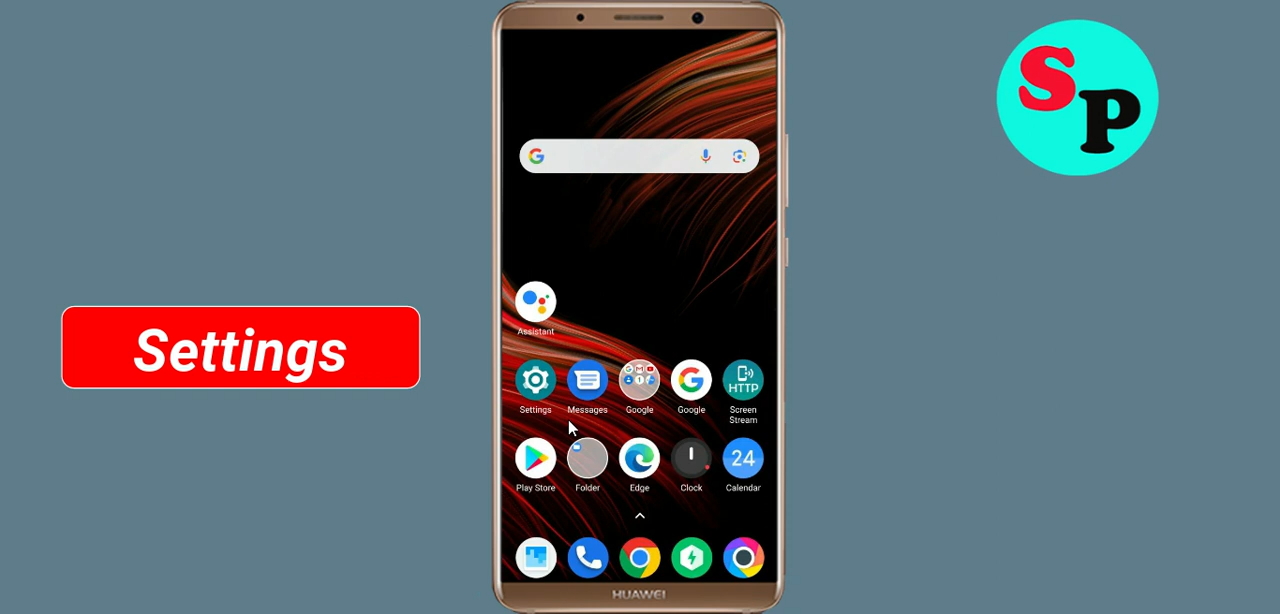 SP
Settings
Assistant
Settings Messages Google Google Screen Stream
HTTP
Play Store Folder Edge Clock Calendar
24
HUAWEI